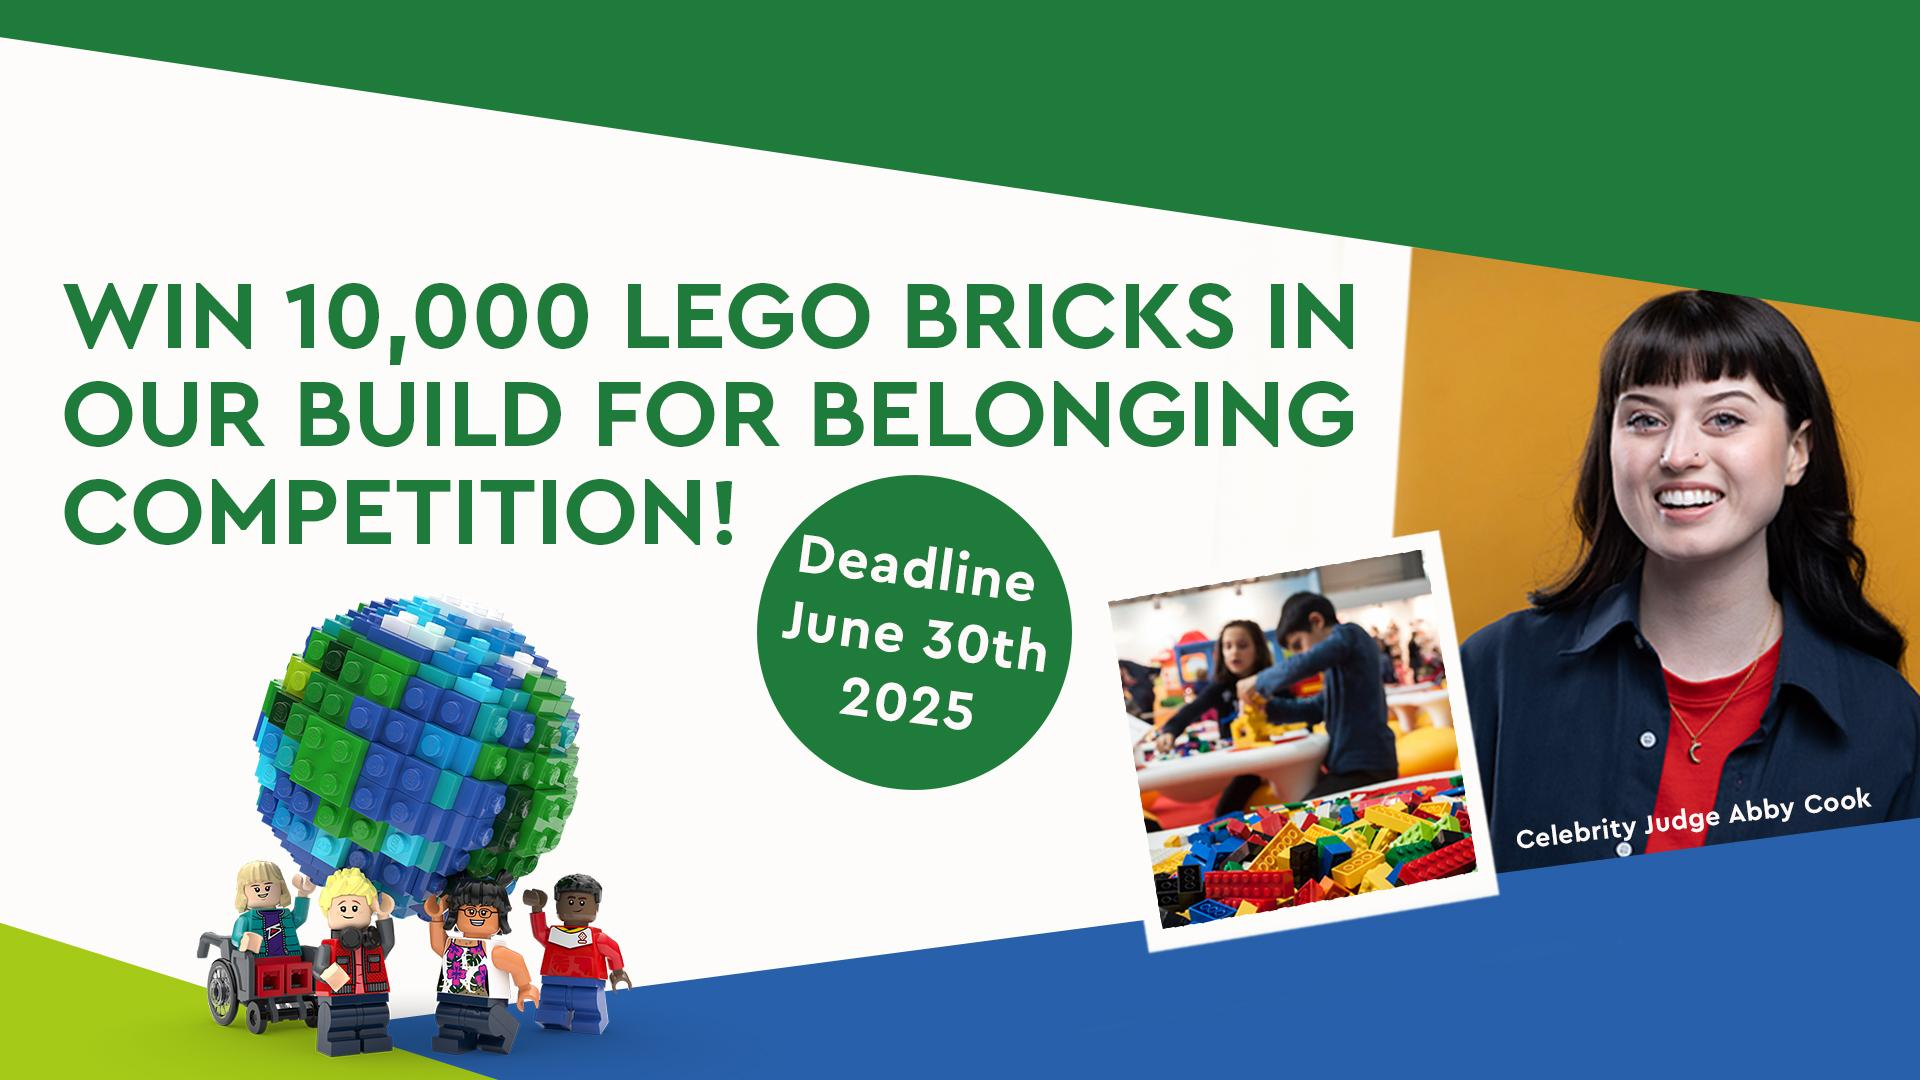 WIN 10,000 LEGO BRICKS IN
OUR BUILD FOR BELONGING
COMPETITION!
Deadline
June 30th
2025
Celebrity Judge Abby Cook